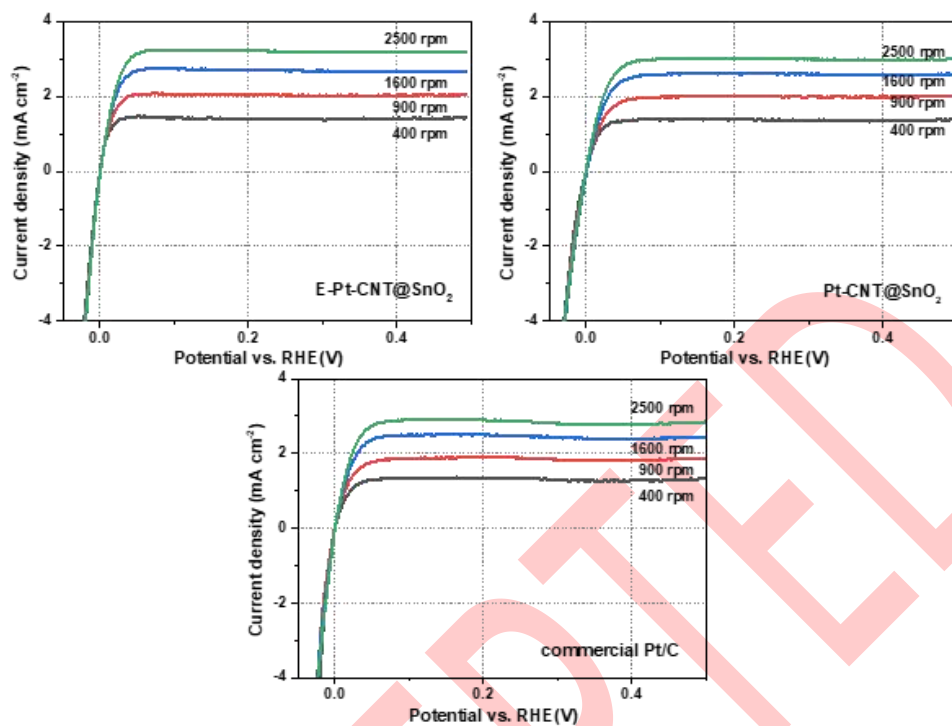 4
2
0
-2
-4
Current density (mA cm⁻²)
2500 rpm
1600 rpm
900 rpm
400 rpm
E-Pt-CNT@SnO₂
0.0
0.2
0.4
Potential vs. RHE(V)
4
2
0
-2
-4
Current density (mA cm⁻²)
2500 rpm
1600 rpm
900 rpm
400 rpm
Pt-CNT@SnO₂
0.0
0.2
0.4
Potential vs. RHE(V)
4
2
0
-2
-4
Current density (mA cm⁻²)
2500 rpm
1600 rpm
900 rpm
400 rpm
commercial Pt/C
0.0
0.2
0.4
Potential vs. RHE(V)
EPTED